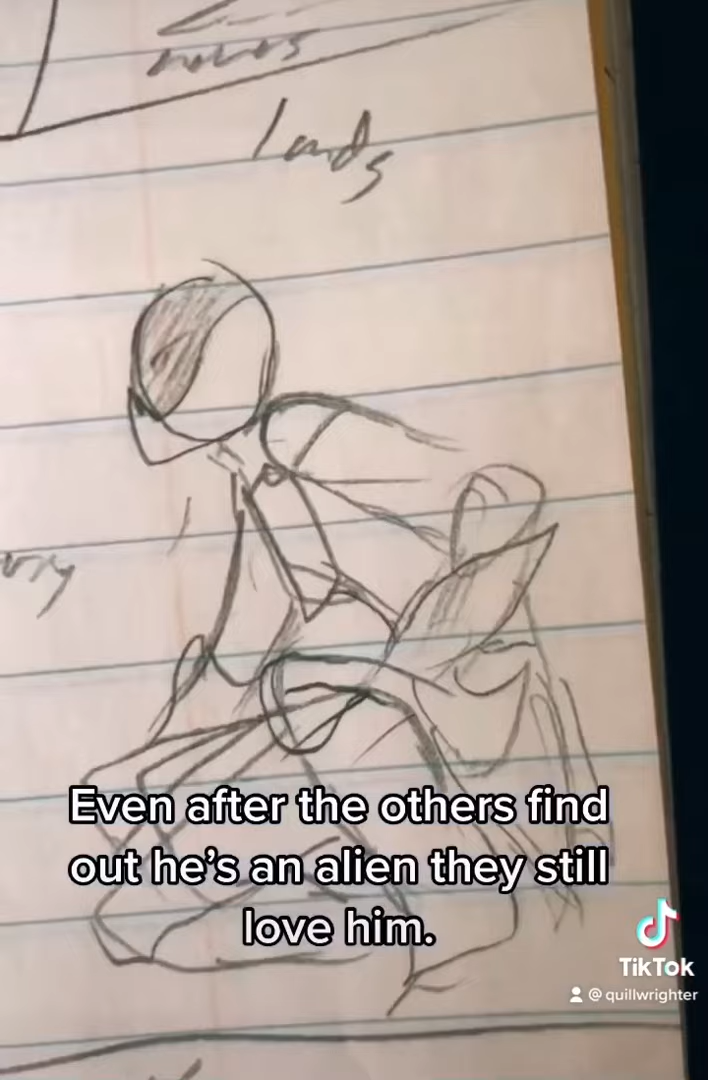 lands
Even after the others find
out he's an alien they still
love him.
TikTok
@quillwrighter